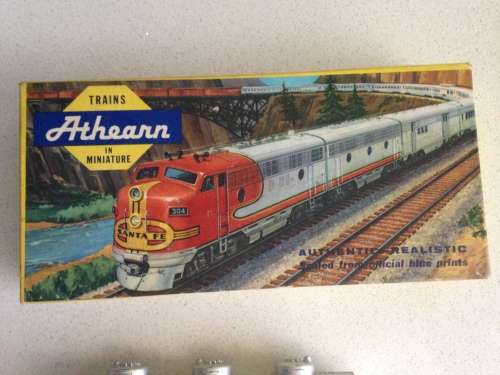 TRAINS
Athearn
IN
MINIATURE
304
SANTA FE
AUTHENTIC - REALISTIC
Scaled from official blue prints